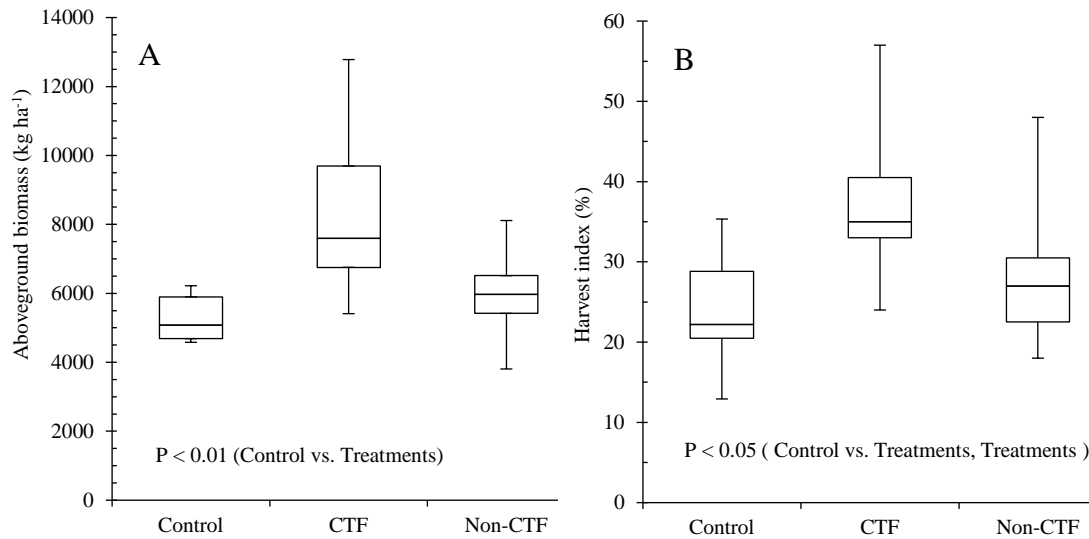 14000
12000
10000
8000
6000
4000
2000
0
Aboveground biomass (kg ha⁻¹)
A
P < 0.01 (Control vs. Treatments)
Control CTF Non-CTF
60
50
40
30
20
10
0
Harvest index (%)
B
P < 0.05 ( Control vs. Treatments, Treatments )
Control CTF Non-CTF